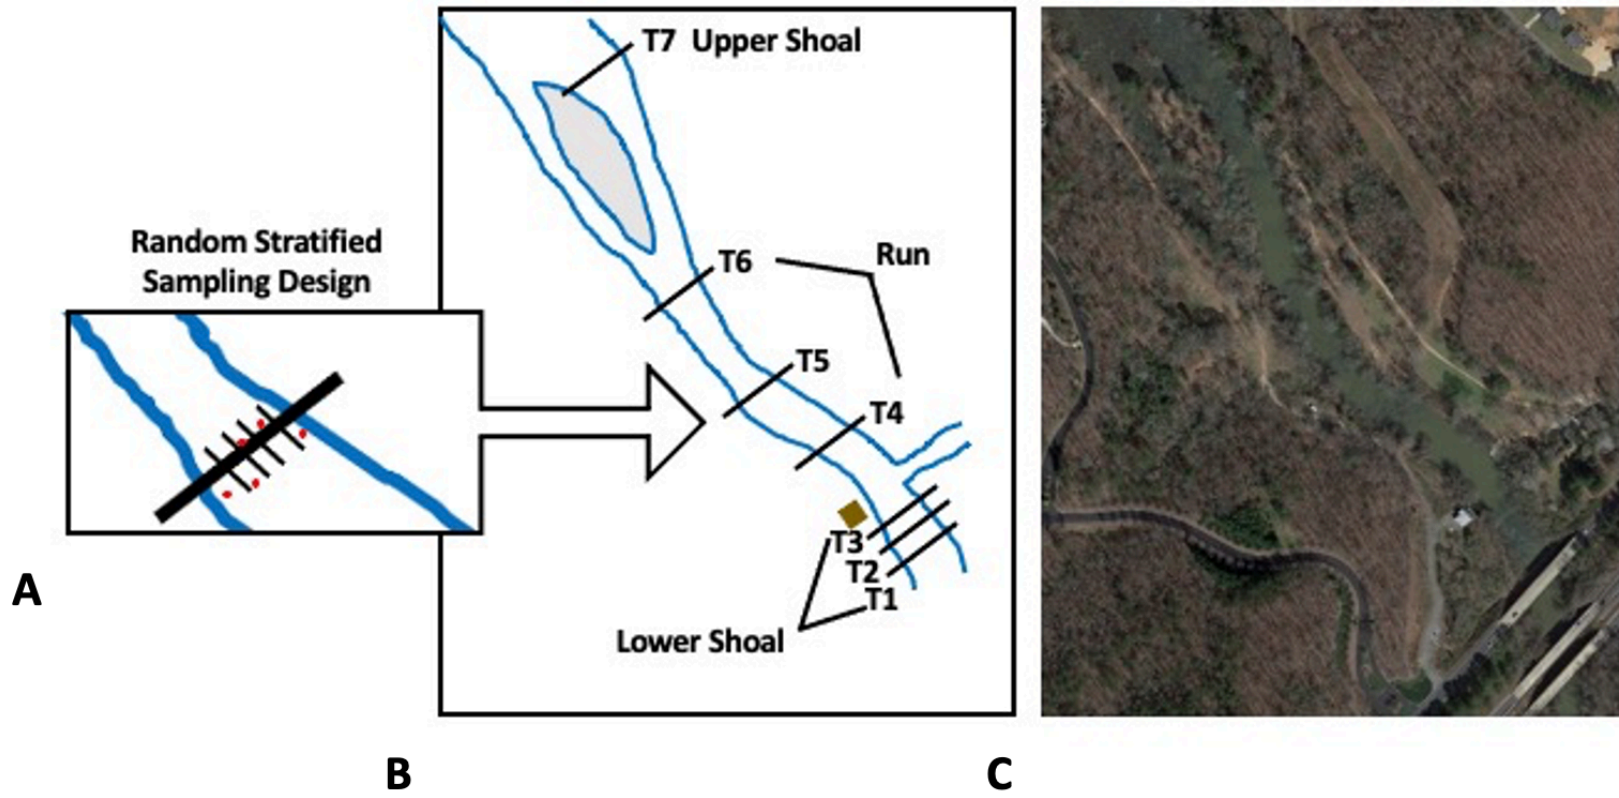 T7 Upper Shoal
Random Stratified
Sampling Design
T6
Run
T5
T4
T3
T2
T1
Lower Shoal
A
B
C